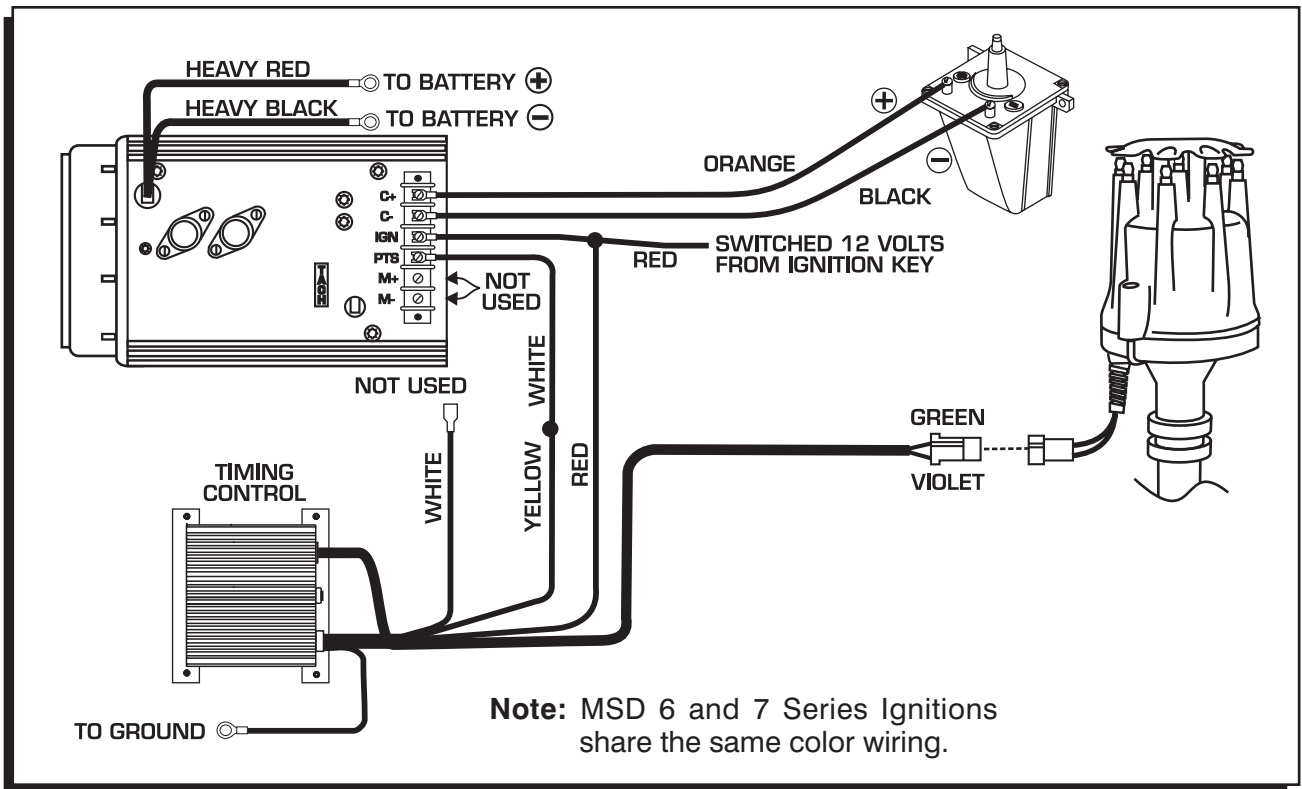 HEAVY RED
TO BATTERY +
HEAVY BLACK
TO BATTERY −
+
ORANGE
−
BLACK
C+
C-
IGN
PTS
M+
M-
TACH
NOT
USED
RED
SWITCHED 12 VOLTS
FROM IGNITION KEY
NOT USED
WHITE
WHITE
YELLOW
RED
GREEN
VIOLET
TIMING
CONTROL
TO GROUND
Note: MSD 6 and 7 Series Ignitions
share the same color wiring.